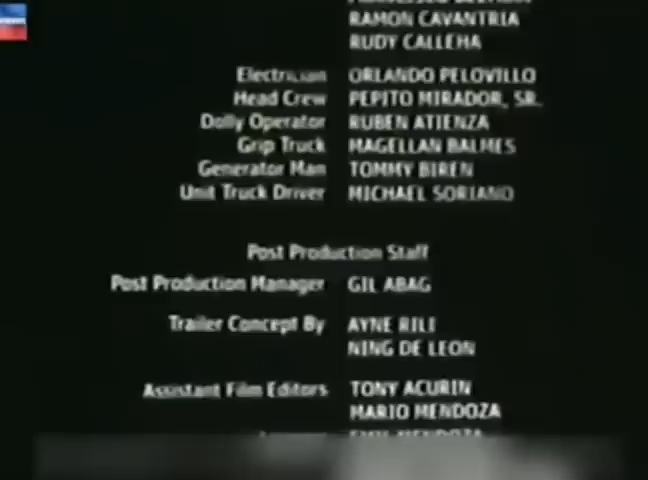 RAMON CAVANTRIA
RUDY CALLEHA
Electrician ORLANDO PELOVILLO
Head Crew PEPITO MIRADOR, SR.
Dolly Operator RUBEN ATIENZA
Grip Truck MAGELLAN BALMES
Generator Man TOMMY BIREN
Unit Truck Driver MICHAEL SORIANO
Post Production Staff
Post Production Manager GIL ABAG
Trailer Concept By AYNE RILI
NING DE LEON
Assistant Film Editors TONY ACURIN
MARIO MENDOZA
MENDOZA